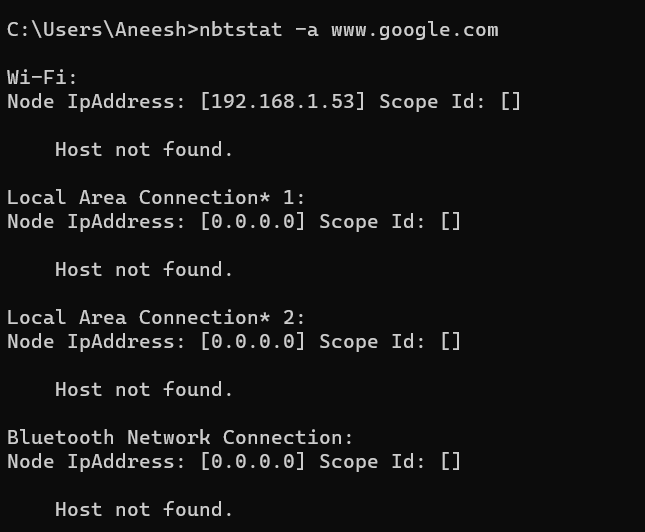 C:\Users\Aneesh>nbtstat -a www.google.com
Wi-Fi:
Node IpAddress: [192.168.1.53] Scope Id: []
Host not found.
Local Area Connection* 1:
Node IpAddress: [0.0.0.0] Scope Id: []
Host not found.
Local Area Connection* 2:
Node IpAddress: [0.0.0.0] Scope Id: []
Host not found.
Bluetooth Network Connection:
Node IpAddress: [0.0.0.0] Scope Id: []
Host not found.